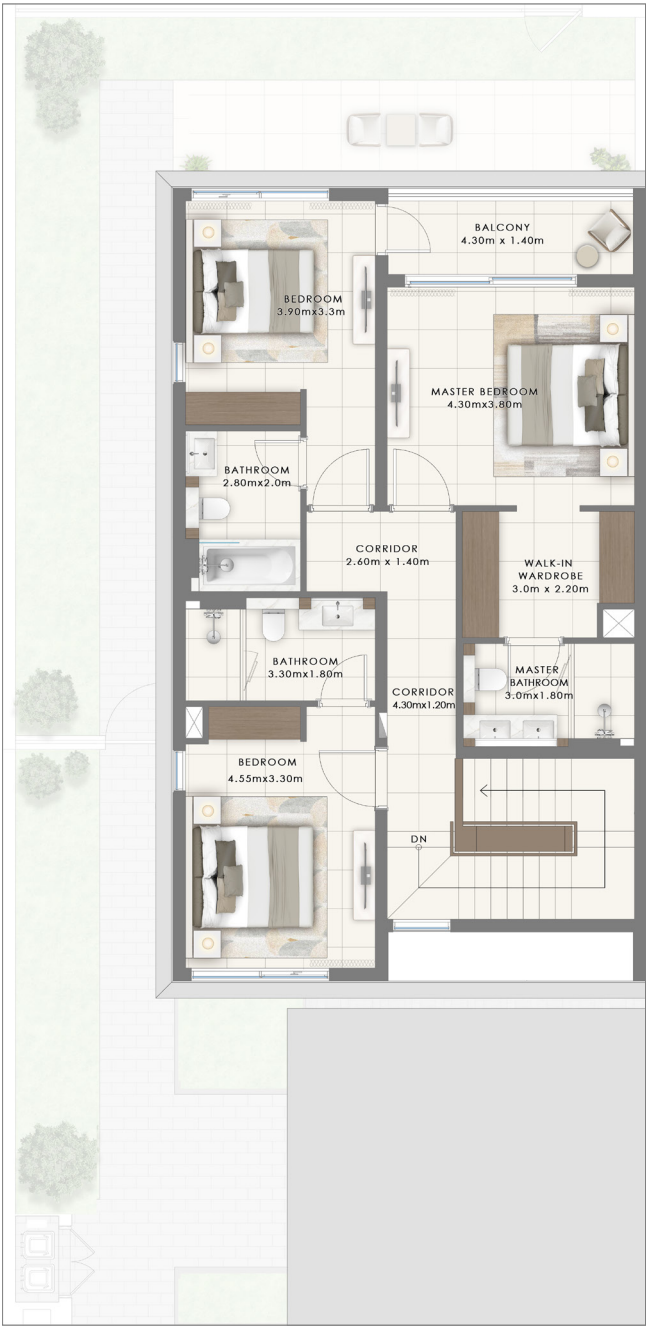 BALCONY
4.30m x 1.40m
BEDROOM
3.90mx3.3m
MASTER BEDROOM
4.30mx3.80m
BATHROOM
2.80mx2.0m
CORRIDOR
2.60m x 1.40m
WALK-IN
WARDROBE
3.0m x 2.20m
BATHROOM
3.30mx1.80m
MASTER
BATHROOM
3.0mx1.80m
CORRIDOR
4.30mx1.20m
BEDROOM
4.55mx3.30m
DN